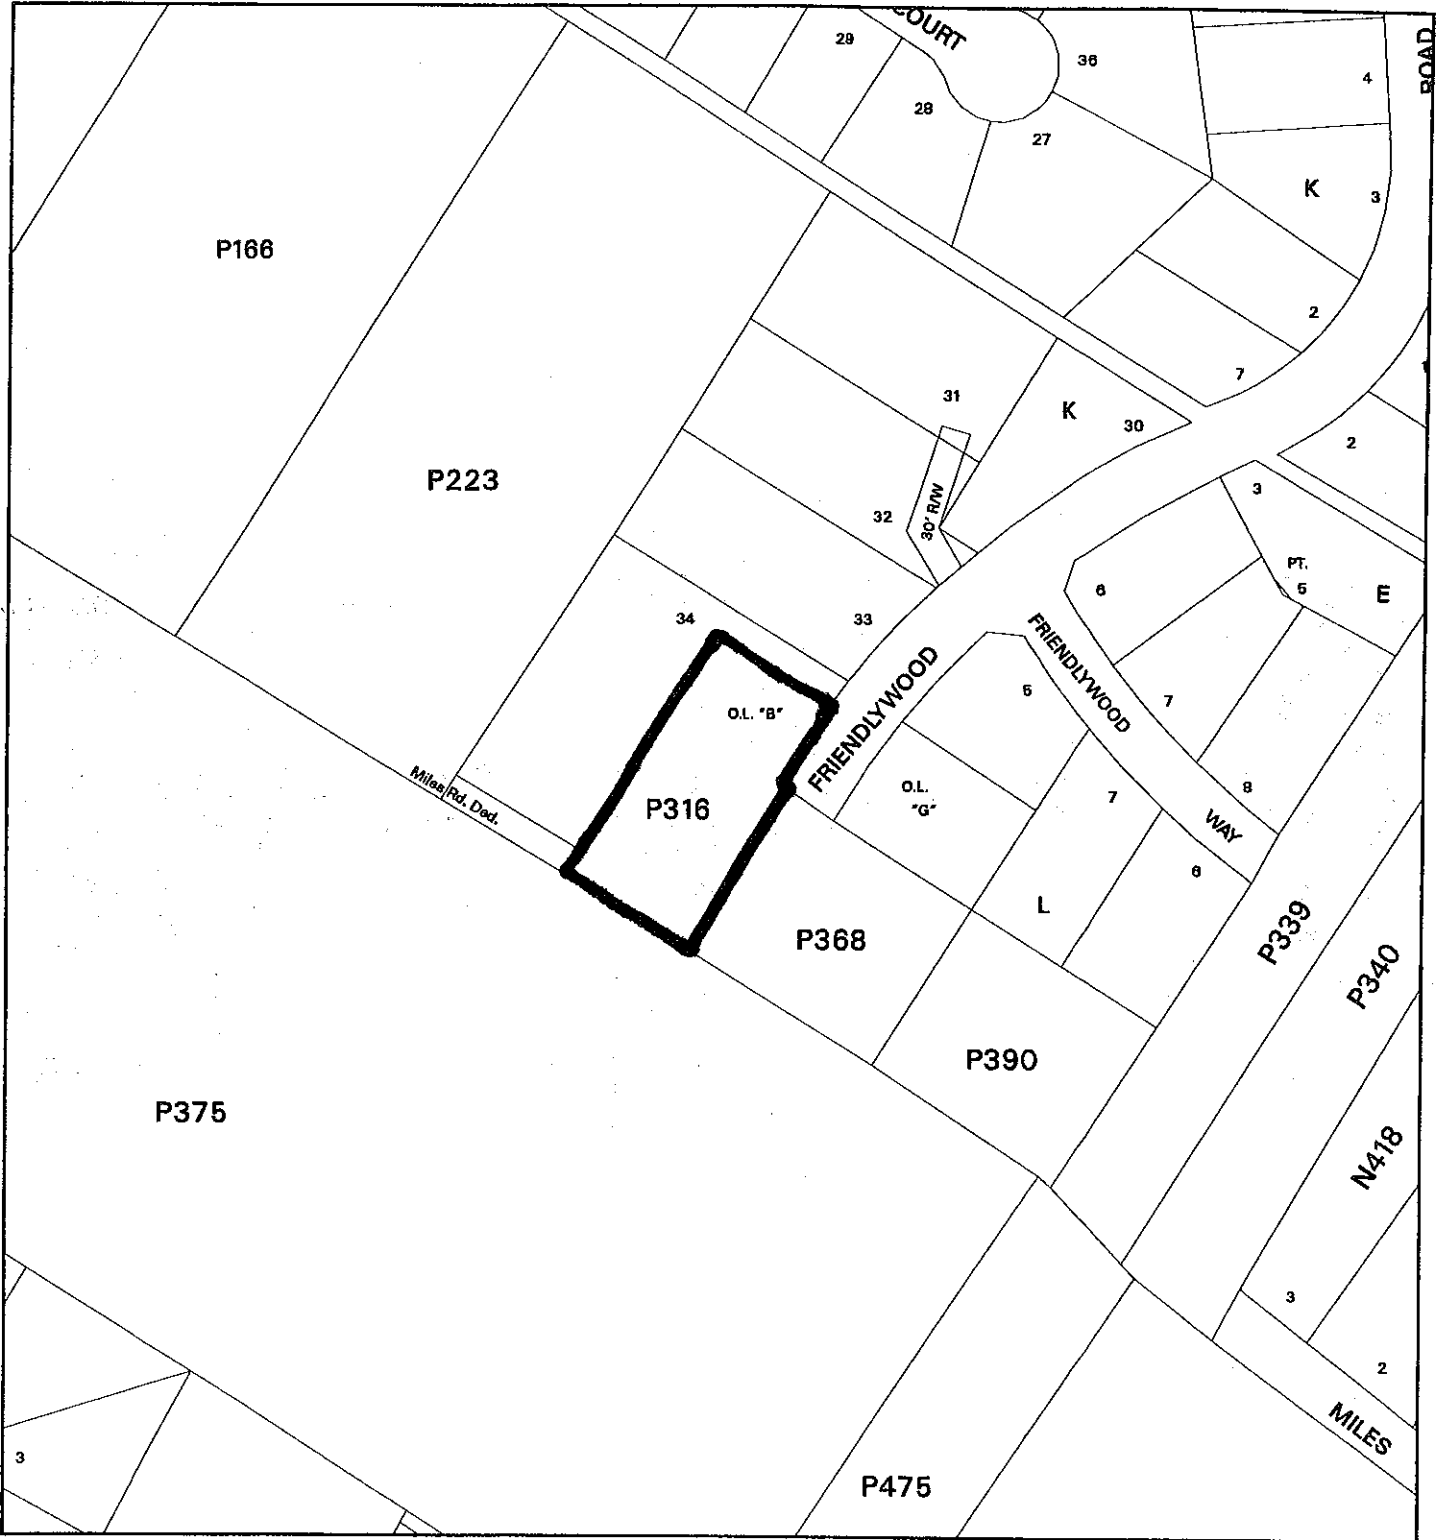 COURT
ROAD
29
36
4
28
27
K
3
P166
2
7
31
K
30
2
P223
3
32
30' R/W
PT.
5
E
6
34
33
FRIENDLYWOOD
FRIENDLYWOOD
WAY
5
7
O.L. "B"
Miles Rd. Ded.
P316
O.L.
"G"
7
8
6
L
P368
P339
P340
P390
P375
N418
3
2
MILES
3
P475